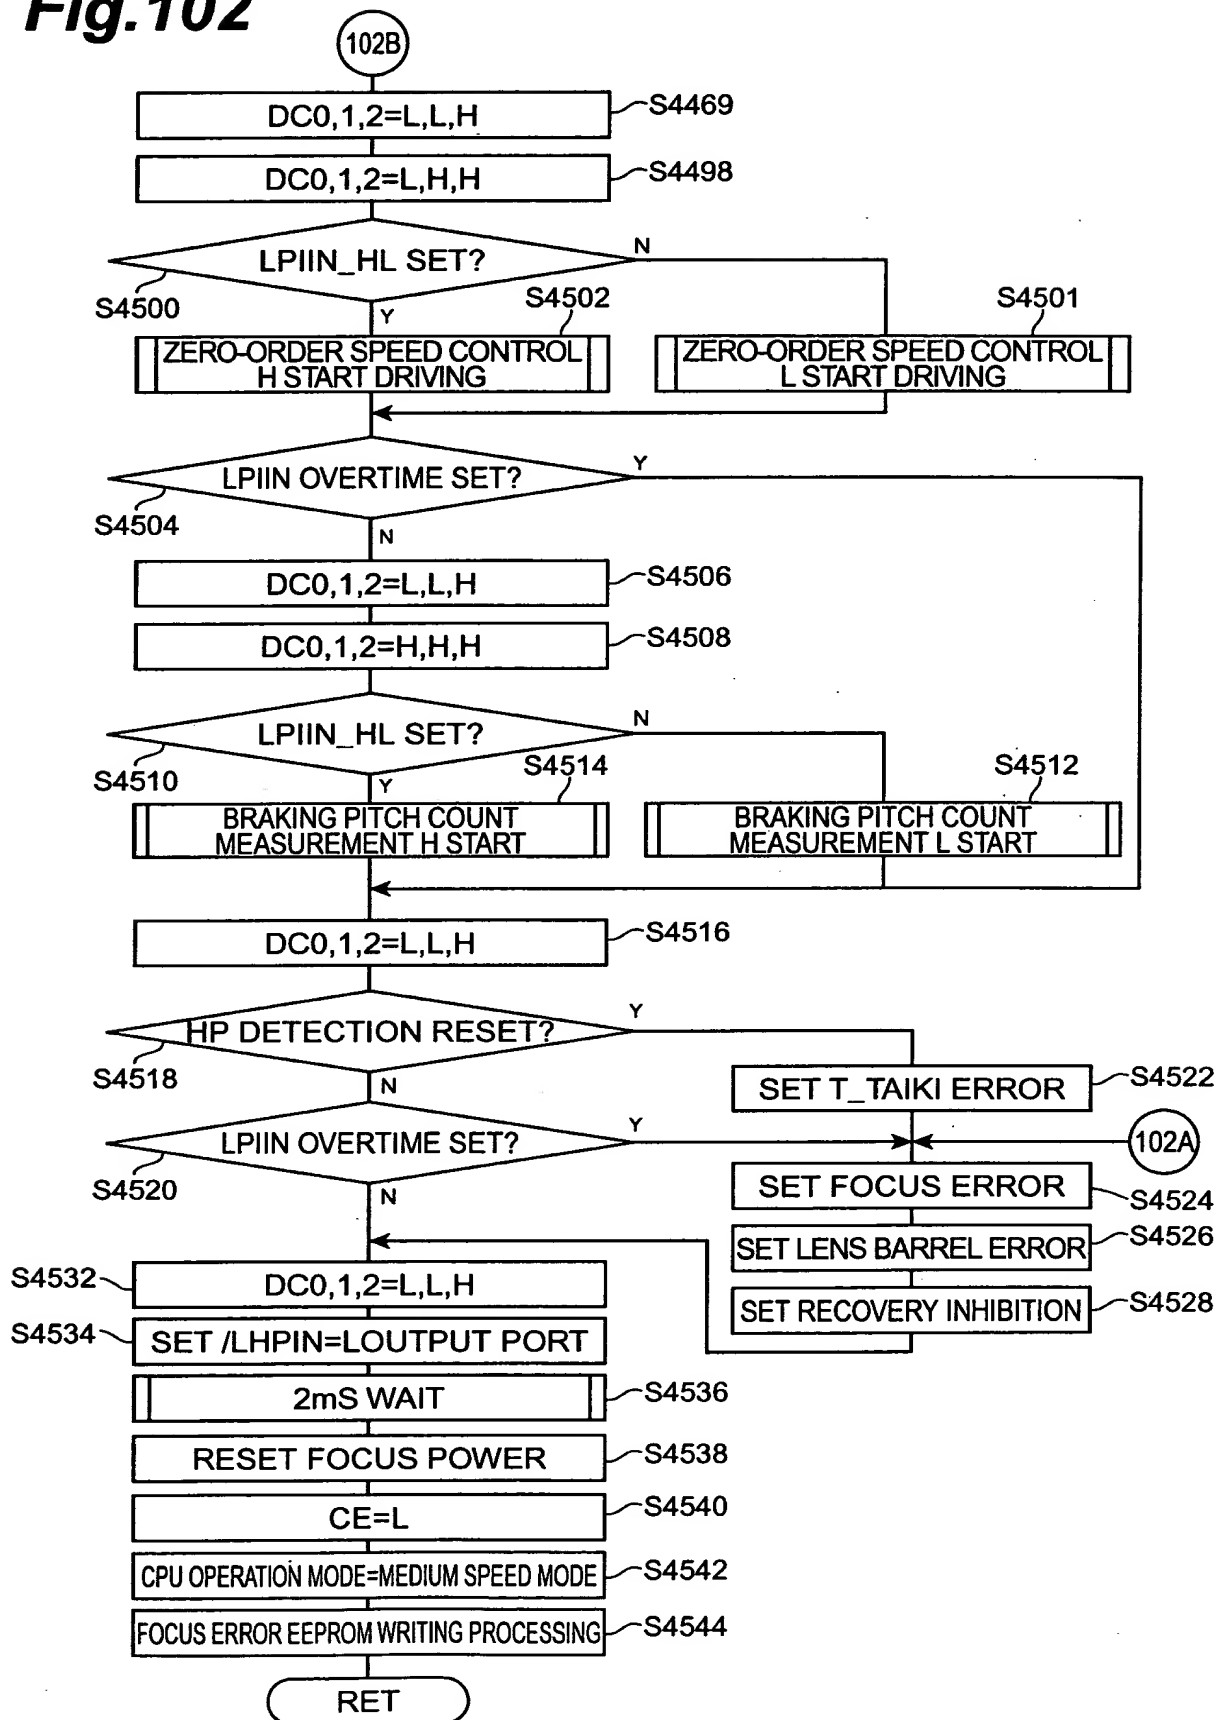 Fig.102
102B
DC0,1,2=L,L,H
S4469
DC0,1,2=L,H,H
S4498
LPIIN_HL SET?
N
S4500
Y
S4502
S4501
ZERO-ORDER SPEED CONTROL
H START DRIVING
ZERO-ORDER SPEED CONTROL
L START DRIVING
LPIIN OVERTIME SET?
Y
S4504
N
DC0,1,2=L,L,H
S4506
DC0,1,2=H,H,H
S4508
LPIIN_HL SET?
N
S4510
Y
S4514
S4512
BRAKING PITCH COUNT
MEASUREMENT H START
BRAKING PITCH COUNT
MEASUREMENT L START
DC0,1,2=L,L,H
S4516
HP DETECTION RESET?
Y
S4518
N
SET T_TAIKI ERROR
S4522
LPIIN OVERTIME SET?
Y
102A
S4520
N
SET FOCUS ERROR
S4524
SET LENS BARREL ERROR
S4526
SET RECOVERY INHIBITION
S4528
S4532
DC0,1,2=L,L,H
S4534
SET /LHPIN=LOUTPUT PORT
2mS WAIT
S4536
RESET FOCUS POWER
S4538
CE=L
S4540
CPU OPERATION MODE=MEDIUM SPEED MODE
S4542
FOCUS ERROR EEPROM WRITING PROCESSING
S4544
RET